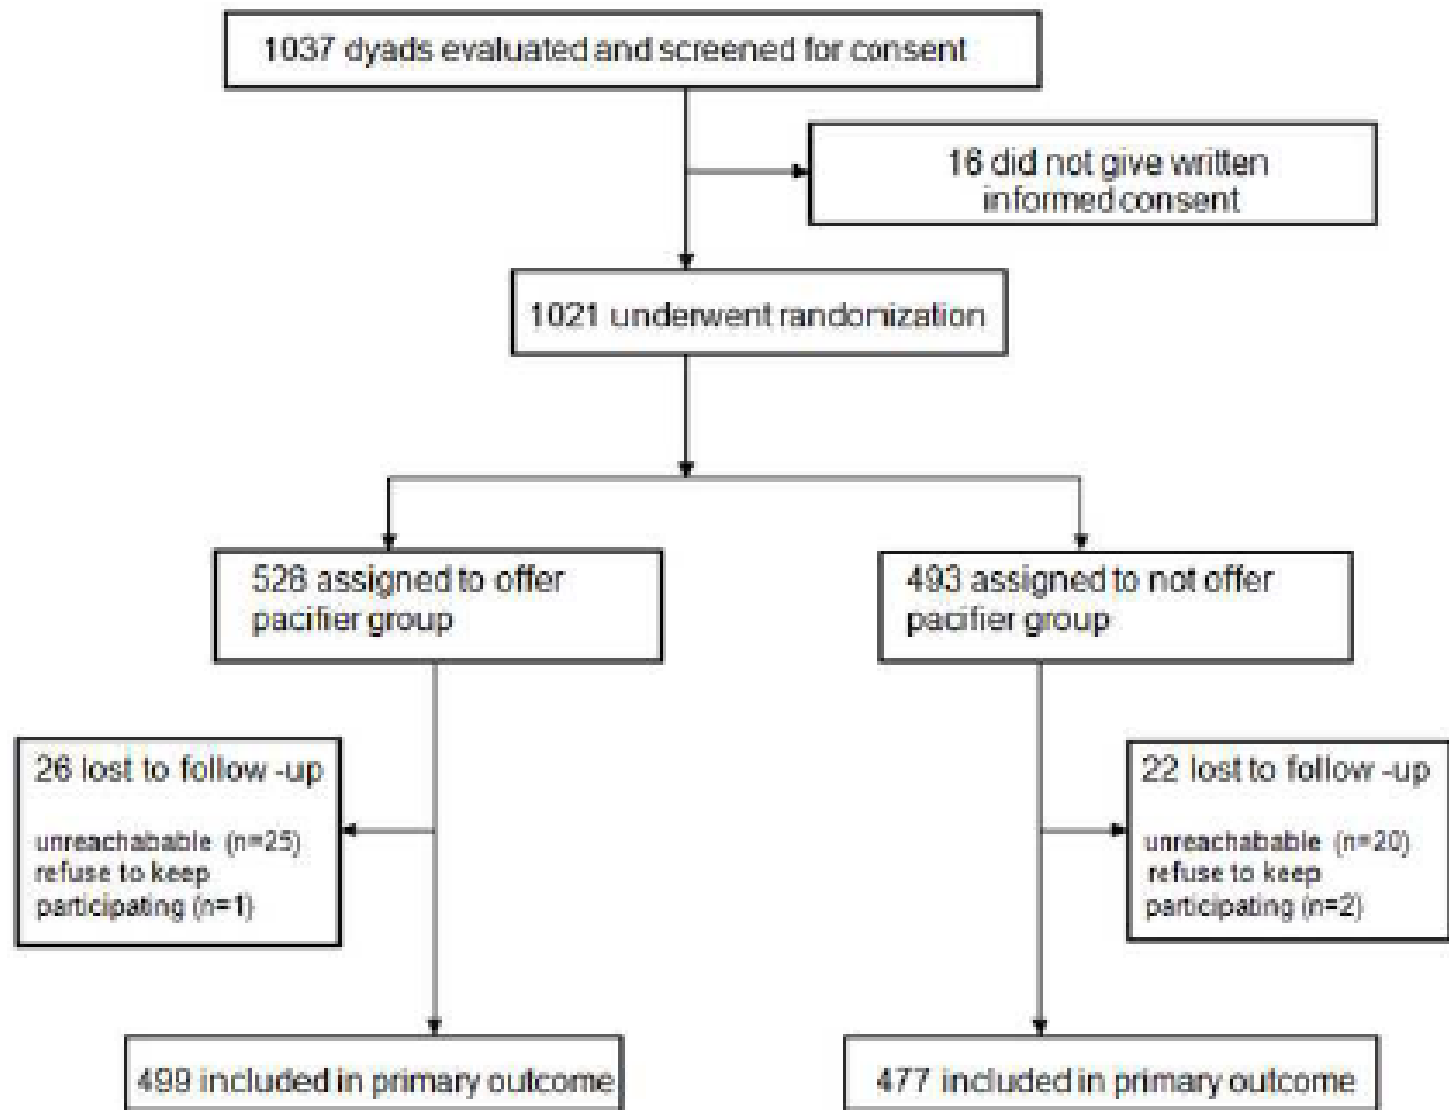 1037 dyads evaluated and screened for consent
16 did not give written
informed consent
1021 underwent randomization
528 assigned to offer
pacifier group
493 assigned to not offer
pacifier group
26 lost to follow -up
unreachabable (n=25)
refuse to keep
participating (n=1)
22 lost to follow -up
unreachabable (n=20)
refuse to keep
participating (n=2)
499 included in primary outcome
477 included in primary outcome